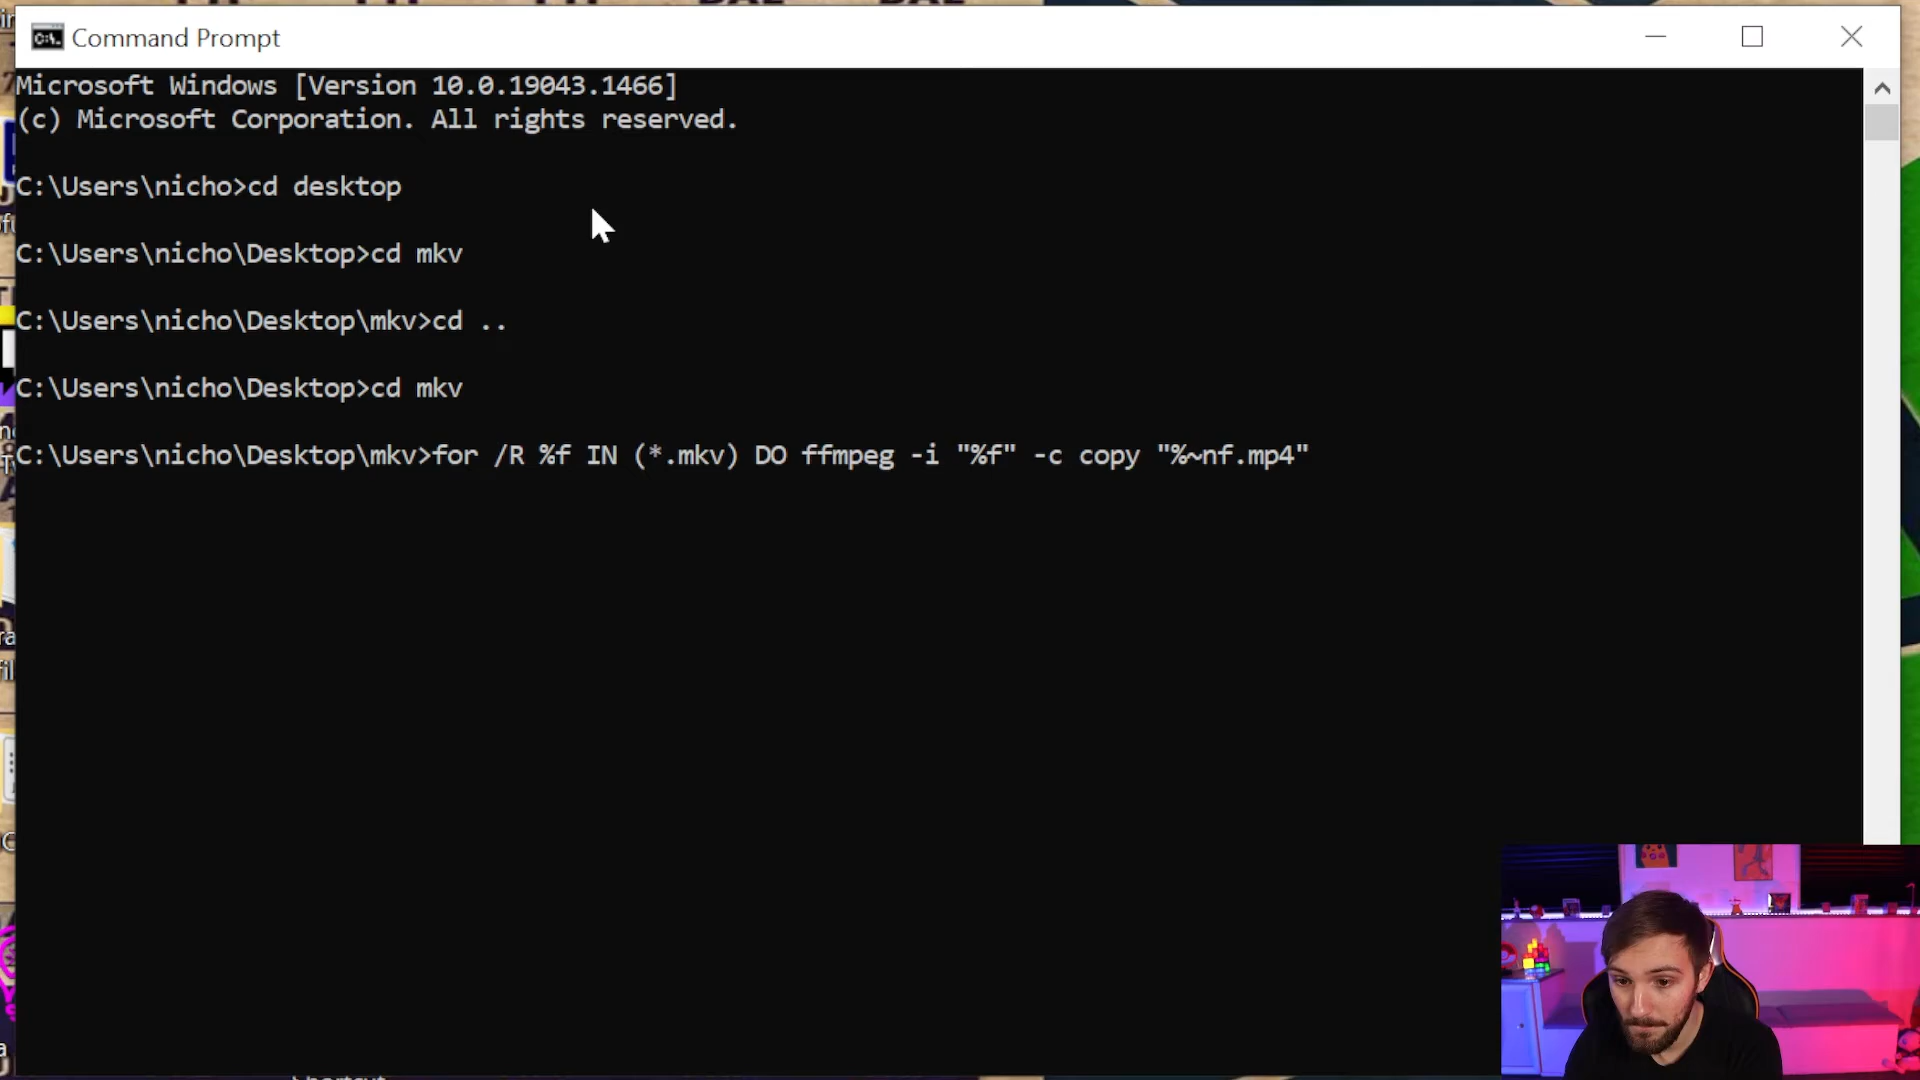 Command Prompt
Microsoft Windows [Version 10.0.19043.1466]
(c) Microsoft Corporation. All rights reserved.
C:\Users\nicho>cd desktop
C:\Users\nicho\Desktop>cd mkv
C:\Users\nicho\Desktop\mkv>cd ..
C:\Users\nicho\Desktop>cd mkv
C:\Users\nicho\Desktop\mkv>for /R %f IN (*.mkv) DO ffmpeg -i "%f" -c copy "%~nf.mp4"